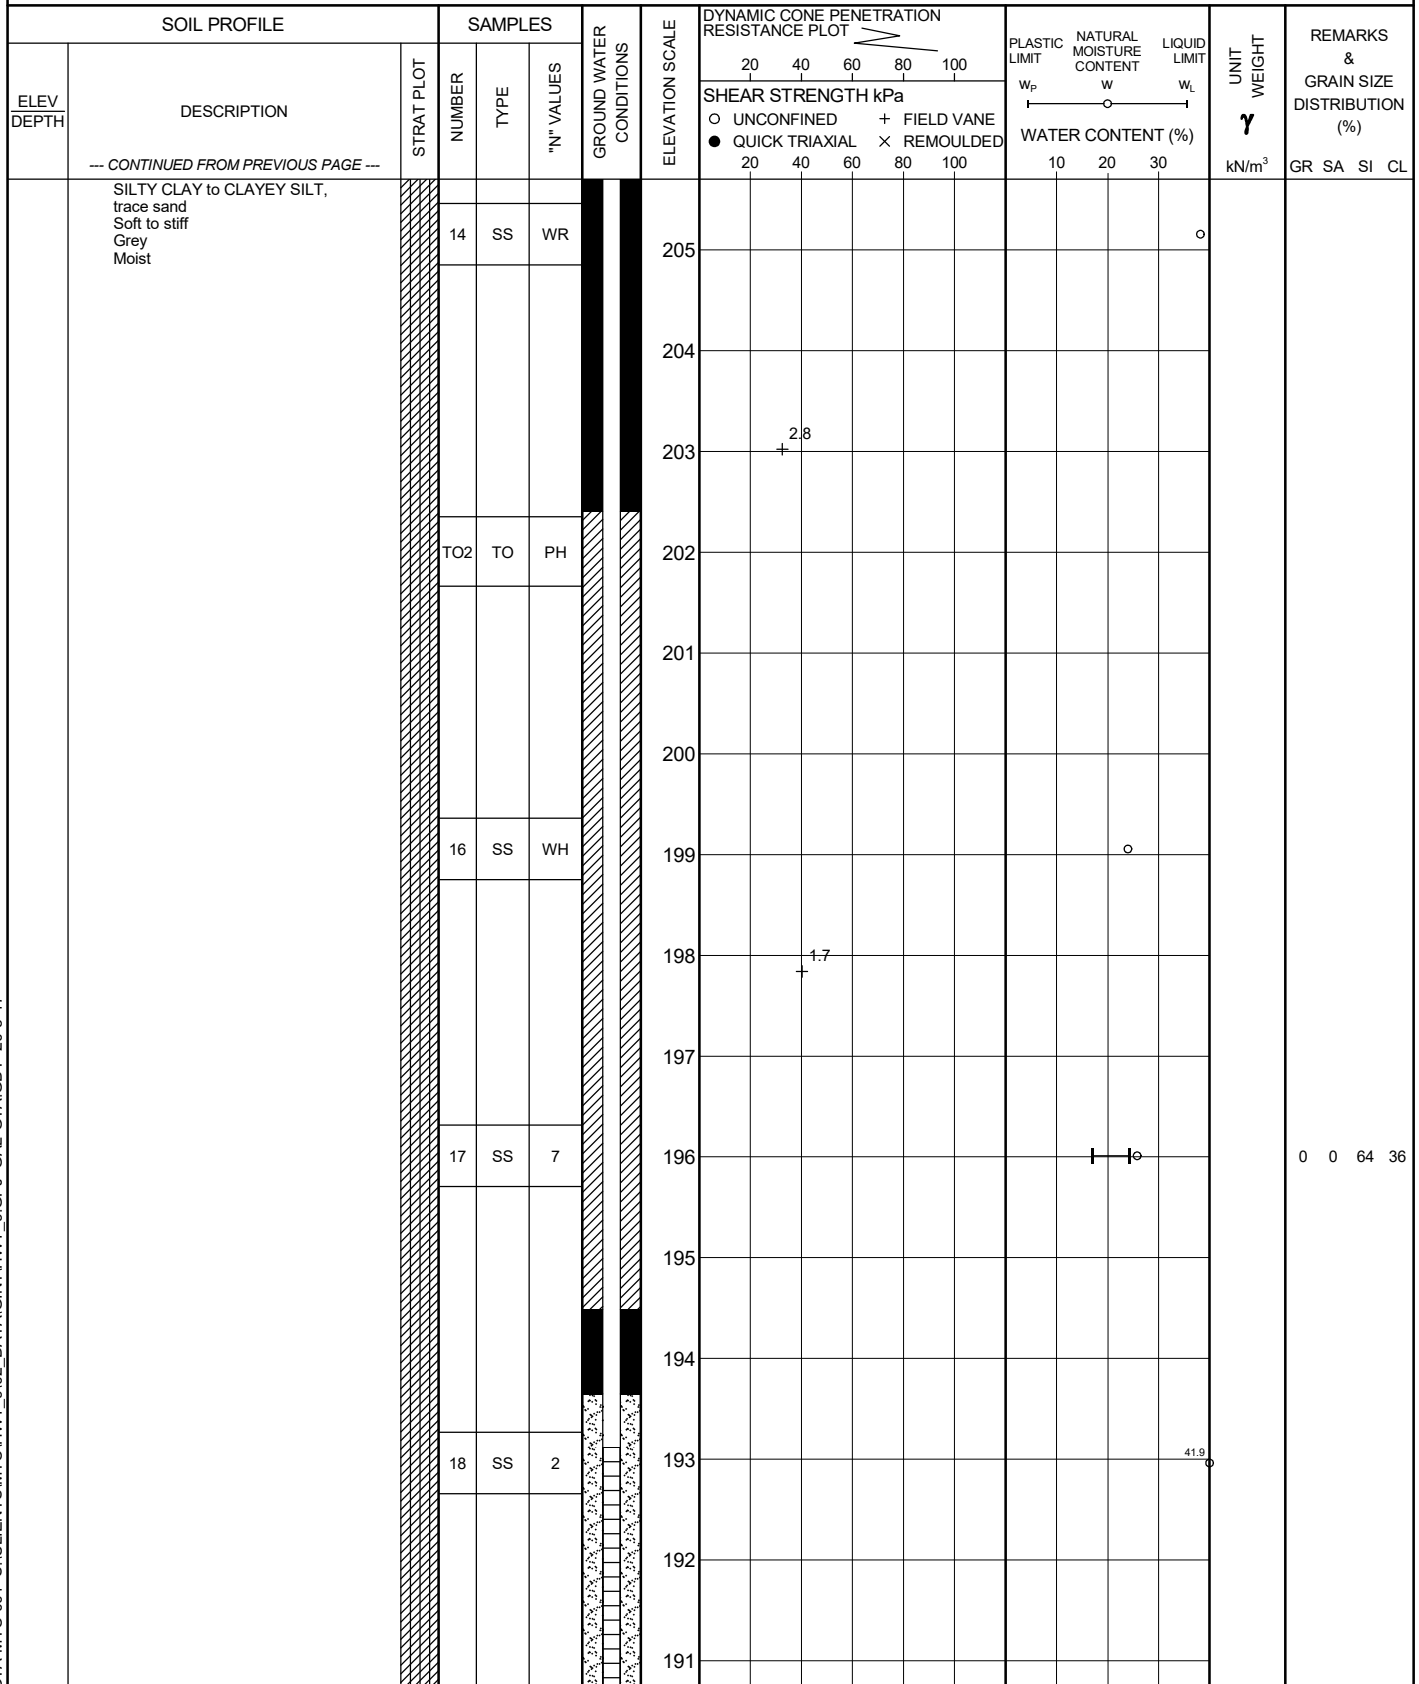 SOIL PROFILE
SAMPLES
GROUND WATER
CONDITIONS
ELEVATION SCALE
DYNAMIC CONE PENETRATION
RESISTANCE PLOT
20 40 60 80 100
SHEAR STRENGTH kPa
○ UNCONFINED + FIELD VANE
● QUICK TRIAXIAL × REMOULDED
20 40 60 80 100
PLASTIC
LIMIT
NATURAL
MOISTURE
CONTENT
LIQUID
LIMIT
WP W WL
WATER CONTENT (%)
10 20 30
UNIT
WEIGHT
γ
kN/m³
REMARKS
&
GRAIN SIZE
DISTRIBUTION
(%)
GR SA SI CL
ELEV
DEPTH
DESCRIPTION
--- CONTINUED FROM PREVIOUS PAGE ---
STRAT PLOT
NUMBER
TYPE
"N" VALUES
SILTY CLAY to CLAYEY SILT,
trace sand
Soft to stiff
Grey
Moist
14 SS WR
205
204
2.8
203
TO2 TO PH
202
201
200
16 SS WH
199
1.7
198
197
17 SS 7
196
0 0 64 36
195
194
18 SS 2
193
41.9
192
191